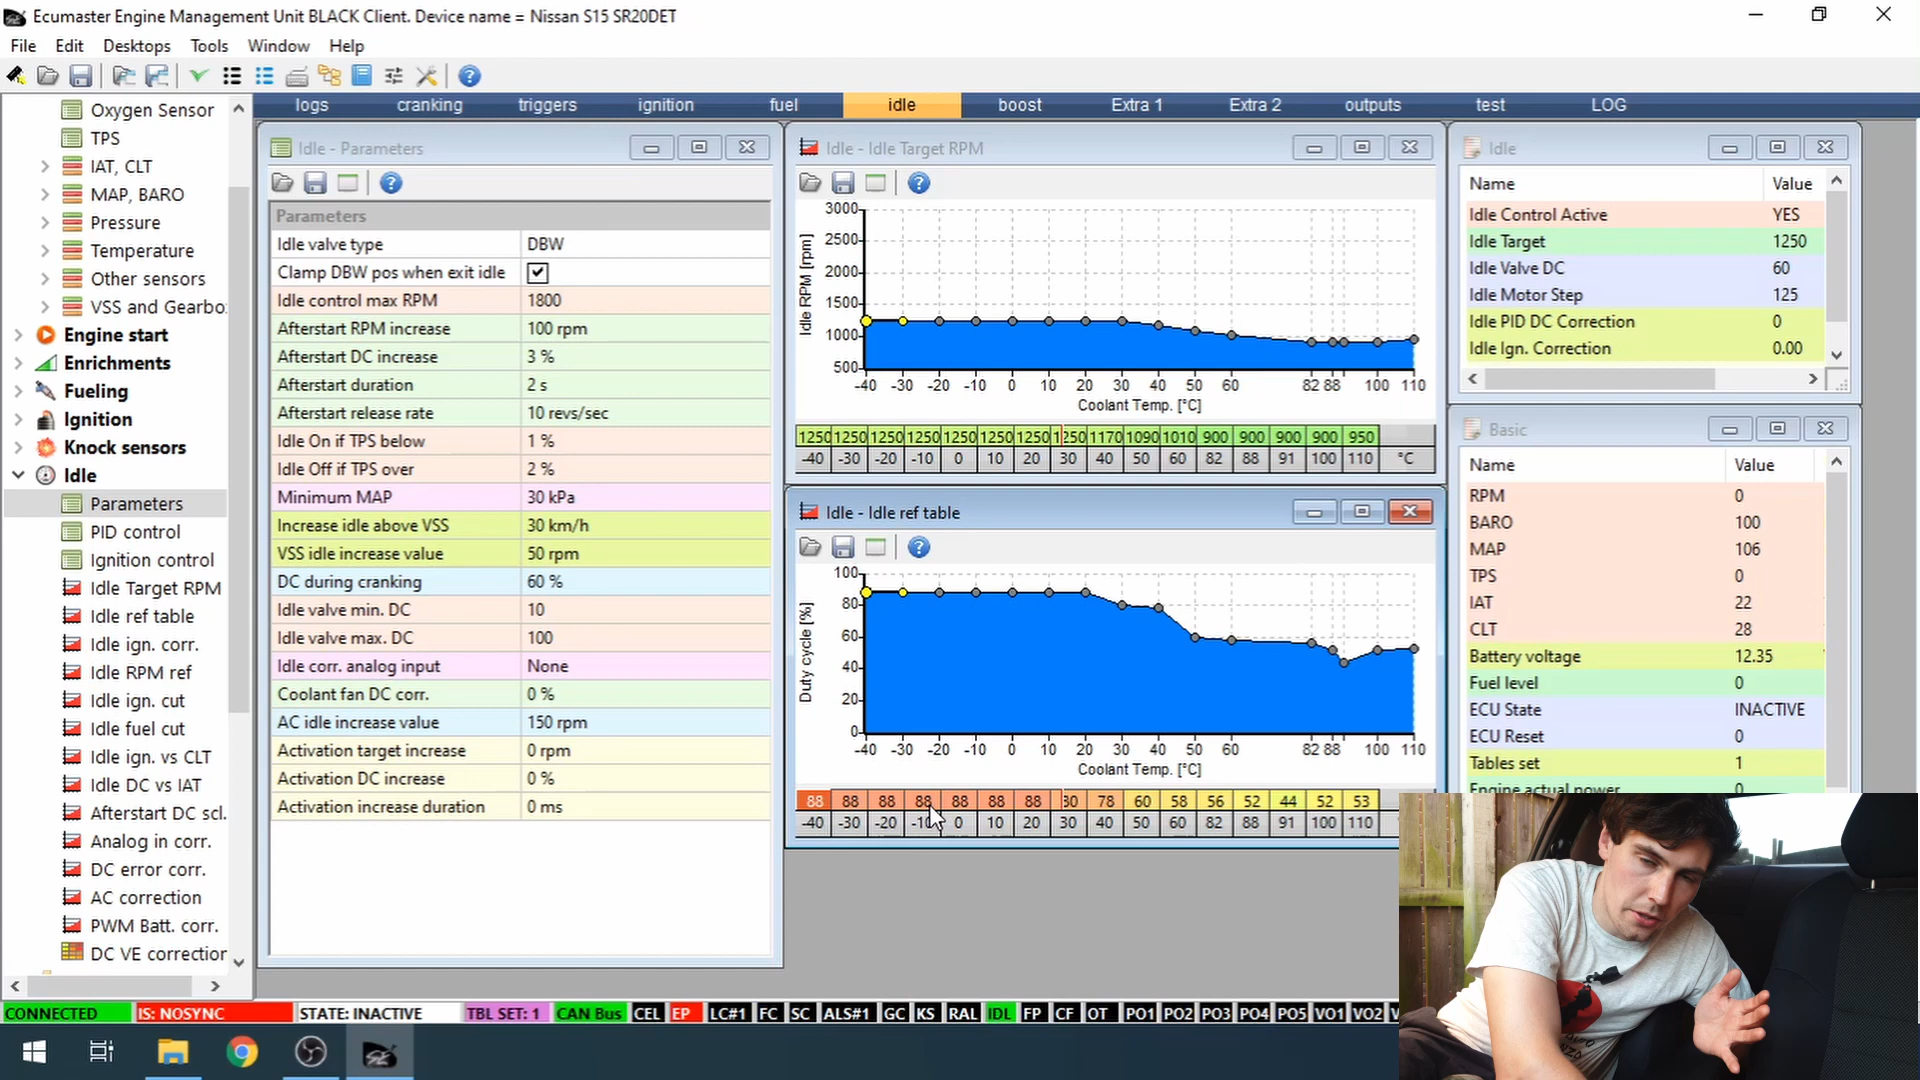 Ecumaster Engine Management Unit BLACK Client. Device name = Nissan S15 SR20DET
File Edit Desktops Tools Window Help
logs cranking triggers ignition fuel idle boost Extra 1 Extra 2 outputs test LOG
Oxygen Sensor
TPS
IAT, CLT
MAP, BARO
Pressure
Temperature
Other sensors
VSS and Gearbo
Engine start
Enrichments
Fueling
Ignition
Knock sensors
Idle
Parameters
PID control
Ignition control
Idle Target RPM
Idle ref table
Idle ign. corr.
Idle RPM ref
Idle ign. cut
Idle fuel cut
Idle ign. vs CLT
Idle DC vs IAT
Afterstart DC scl.
Analog in corr.
DC error corr.
AC correction
PWM Batt. corr.
DC VE correction
Idle - Parameters
Parameters
Idle valve type DBW
Clamp DBW pos when exit idle
Idle control max RPM 1800
Afterstart RPM increase 100 rpm
Afterstart DC increase 3 %
Afterstart duration 2 s
Afterstart release rate 10 revs/sec
Idle On if TPS below 1 %
Idle Off if TPS over 2 %
Minimum MAP 30 kPa
Increase idle above VSS 30 km/h
VSS idle increase value 50 rpm
DC during cranking 60 %
Idle valve min. DC 10
Idle valve max. DC 100
Idle corr. analog input None
Coolant fan DC corr. 0 %
AC idle increase value 150 rpm
Activation target increase 0 rpm
Activation DC increase 0 %
Activation increase duration 0 ms
Idle - Idle Target RPM
Idle RPM [rpm]
3000
2500
2000
1500
1000
500
-40 -30 -20 -10 0 10 20 30 40 50 60 82 88 100 110
Coolant Temp. [°C]
1250 1250 1250 1250 1250 1250 1250 1250 1170 1090 1010 900 900 900 900 950
-40 -30 -20 -10 0 10 20 30 40 50 60 82 88 91 100 110 °C
Idle - Idle ref table
Duty cycle [%]
100
80
60
40
20
0
-40 -30 -20 -10 0 10 20 30 40 50 60 82 88 100 110
Coolant Temp. [°C]
88 88 88 88 88 88 88 80 78 60 58 56 52 44 52 53
-40 -30 -20 -10 0 10 20 30 40 50 60 82 88 91 100 110
Idle
Name Value
Idle Control Active YES
Idle Target 1250
Idle Valve DC 60
Idle Motor Step 125
Idle PID DC Correction 0
Idle Ign. Correction 0.00
Basic
Name Value
RPM 0
BARO 100
MAP 106
TPS 0
IAT 22
CLT 28
Battery voltage 12.35
Fuel level 0
ECU State INACTIVE
ECU Reset 0
Tables set 1
Engine actual power 0
CONNECTED IS: NOSYNC STATE: INACTIVE TBL SET: 1 CAN Bus CEL EP LC#1 FC SC ALS#1 GC KS RAL IDL FP CF OT PO1 PO2 PO3 PO4 PO5 VO1 VO2